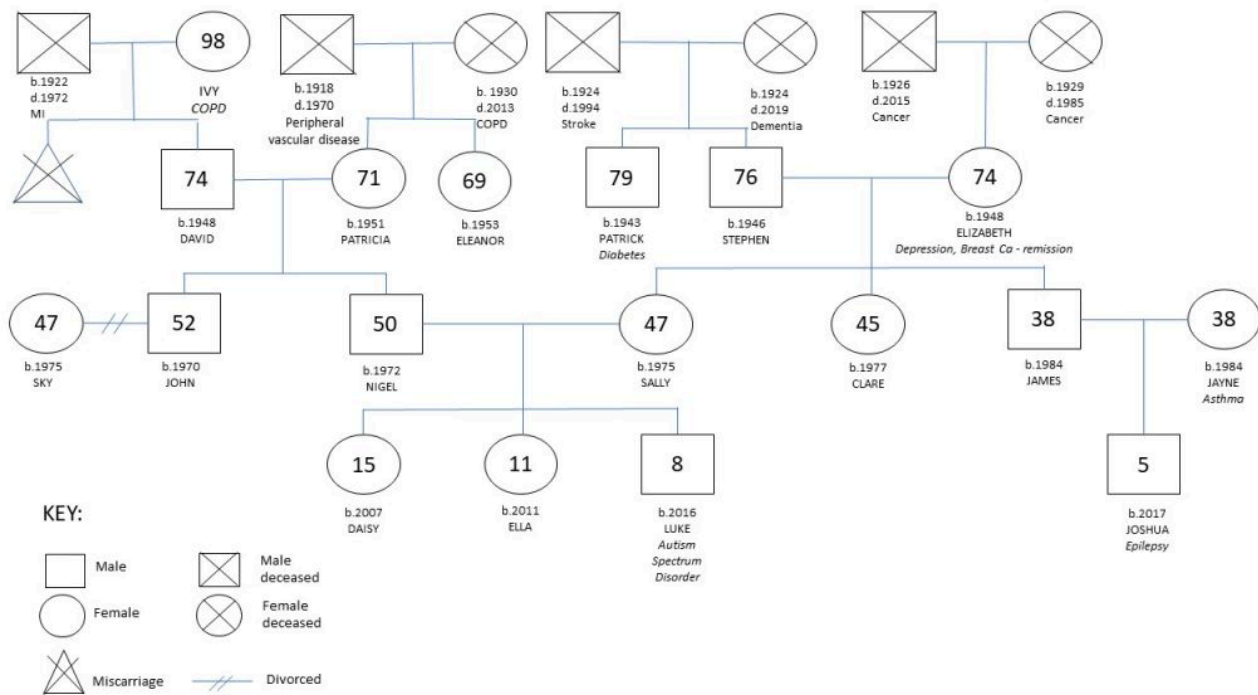 98
b.1922
d.1972
MI
IVY
COPD
b.1918
d.1970
Peripheral
vascular disease
b. 1930
d.2013
COPD
b.1924
d.1994
Stroke
b.1924
d.2019
Dementia
b.1926
d.2015
Cancer
b.1929
d.1985
Cancer
74
b.1948
DAVID
71
b.1951
PATRICIA
69
b.1953
ELEANOR
79
b.1943
PATRICK
Diabetes
76
b.1946
STEPHEN
74
b.1948
ELIZABETH
Depression, Breast Ca - remission
47
b.1975
SKY
52
b.1970
JOHN
50
b.1972
NIGEL
47
b.1975
SALLY
45
b.1977
CLARE
38
b.1984
JAMES
38
b.1984
JAYNE
Asthma
15
b.2007
DAISY
11
b.2011
ELLA
8
b.2016
LUKE
Autism
Spectrum
Disorder
5
b.2017
JOSHUA
Epilepsy
KEY:
Male
Male
deceased
Female
Female
deceased
Miscarriage
Divorced